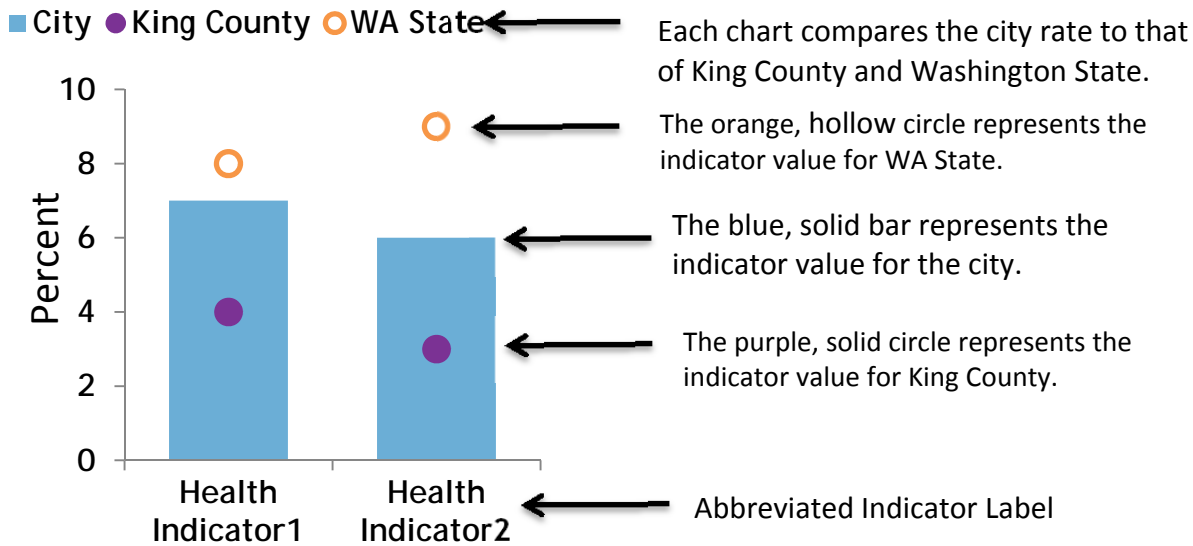 City King County WA State
Each chart compares the city rate to that
of King County and Washington State.
10
The orange, hollow circle represents the
indicator value for WA State.
8
Percent
The blue, solid bar represents the
indicator value for the city.
6
4
The purple, solid circle represents the
indicator value for King County.
2
0
Health
Indicator1
Health
Indicator2
Abbreviated Indicator Label